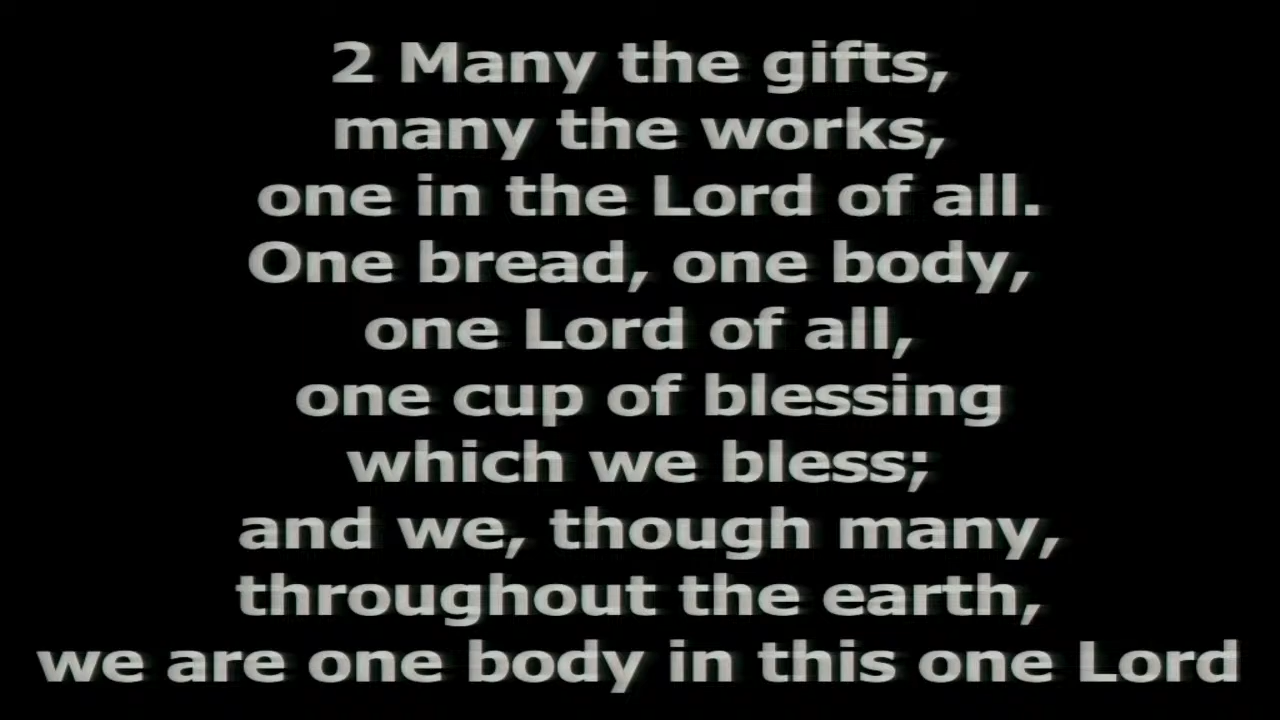 2 Many the gifts,
many the works,
one in the Lord of all.
One bread, one body,
one Lord of all,
one cup of blessing
which we bless;
and we, though many,
throughout the earth,
we are one body in this one Lord